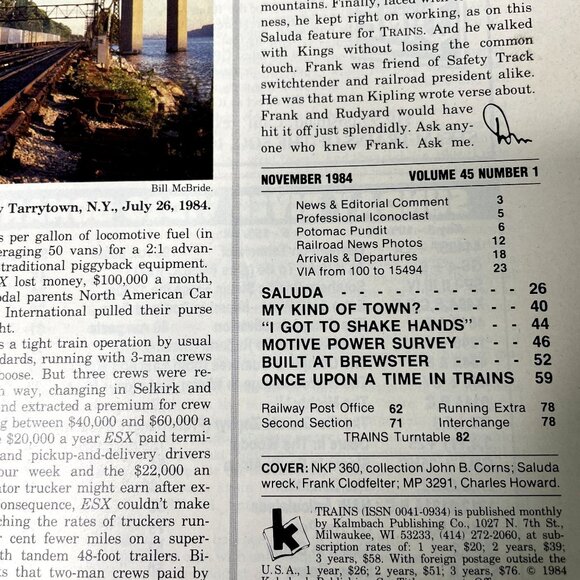 Bill McBride.
Tarrytown, N.Y., July 26, 1984.
s per gallon of locomotive fuel (in
eraging 50 vans) for a 2:1 advan-
traditional piggyback equipment.
X lost money, $100,000 a month,
odal parents North American Car
International pulled their purse
ht.
s a tight train operation by usual
dards, running with 3-man crews
boose. But three crews were re-
n way, changing in Selkirk and
nd extracted a premium for crew
g between $40,000 and $60,000 a
$20,000 a year ESX paid termi-
and pickup-and-delivery drivers
our week and the $22,000 an
ator trucker might earn after ex-
onsequence, ESX couldn't make
ching the rates of truckers run-
cent fewer miles on a super-
th tandem 48-foot trailers. Bi-
ts that two-man crews paid by
mountains. Finally, faced with
ness, he kept right on working, as on this
Saluda feature for TRAINS. And he walked
with Kings without losing the common
touch. Frank was friend of Safety Track
switchtender and railroad president alike.
He was that man Kipling wrote verse about.
Frank and Rudyard would have
hit it off just splendidly. Ask any-
one who knew Frank. Ask me.
NOVEMBER 1984 VOLUME 45 NUMBER 1
News & Editorial Comment 3
Professional Iconoclast 5
Potomac Pundit 6
Railroad News Photos 12
Arrivals & Departures 18
VIA from 100 to 15494 23
SALUDA - - - - - - - - - - 26
MY KIND OF TOWN? - - - - 40
"I GOT TO SHAKE HANDS" - - 44
MOTIVE POWER SURVEY - - - 46
BUILT AT BREWSTER - - - - 52
ONCE UPON A TIME IN TRAINS 59
Railway Post Office 62 Running Extra 78
Second Section 71 Interchange 78
TRAINS Turntable 82
COVER: NKP 360, collection John B. Corns; Saluda
wreck, Frank Clodfelter; MP 3291, Charles Howard.
k
TRAINS (ISSN 0041-0934) is published monthly
by Kalmbach Publishing Co., 1027 N. 7th St.,
Milwaukee, WI 53233, (414) 272-2060, at sub-
scription rates of: 1 year, $20; 2 years, $39;
3 years, $58. With foreign postage outside the
U.S.A., 1 year, $26; 2 years, $51; 3 years, $76. © 1984